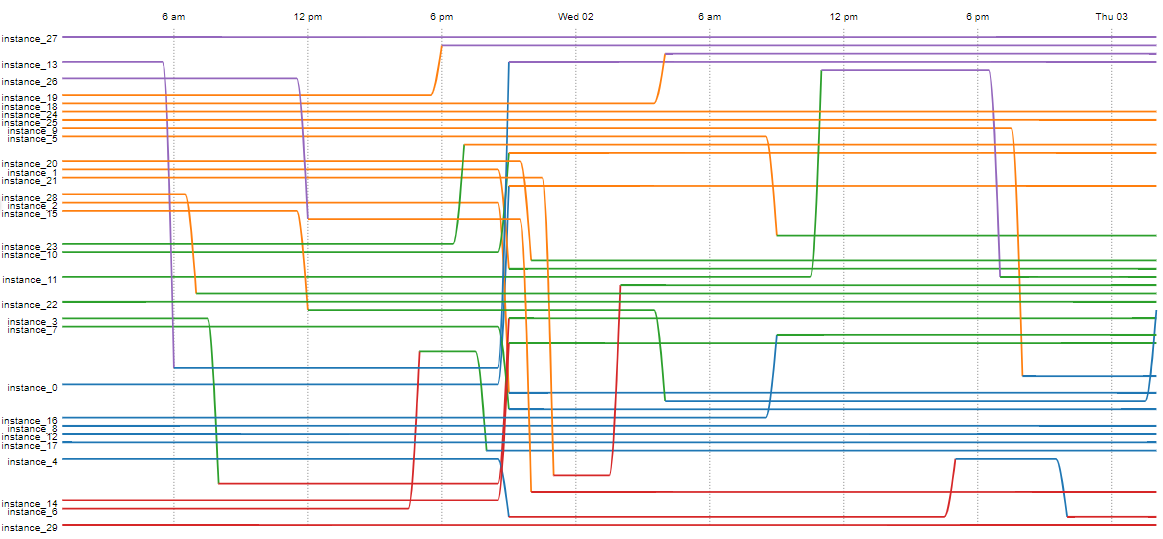 6 am 12 pm 6 pm Wed 02 6 am 12 pm 6 pm Thu 03
instance_27
instance_13
instance_26
instance_19
instance_18
instance_24
instance_25
instance_9
instance_5
instance_20
instance_1
instance_21
instance_28
instance_2
instance_15
instance_23
instance_10
instance_11
instance_22
instance_3
instance_7
instance_0
instance_16
instance_8
instance_12
instance_17
instance_4
instance_14
instance_6
instance_29